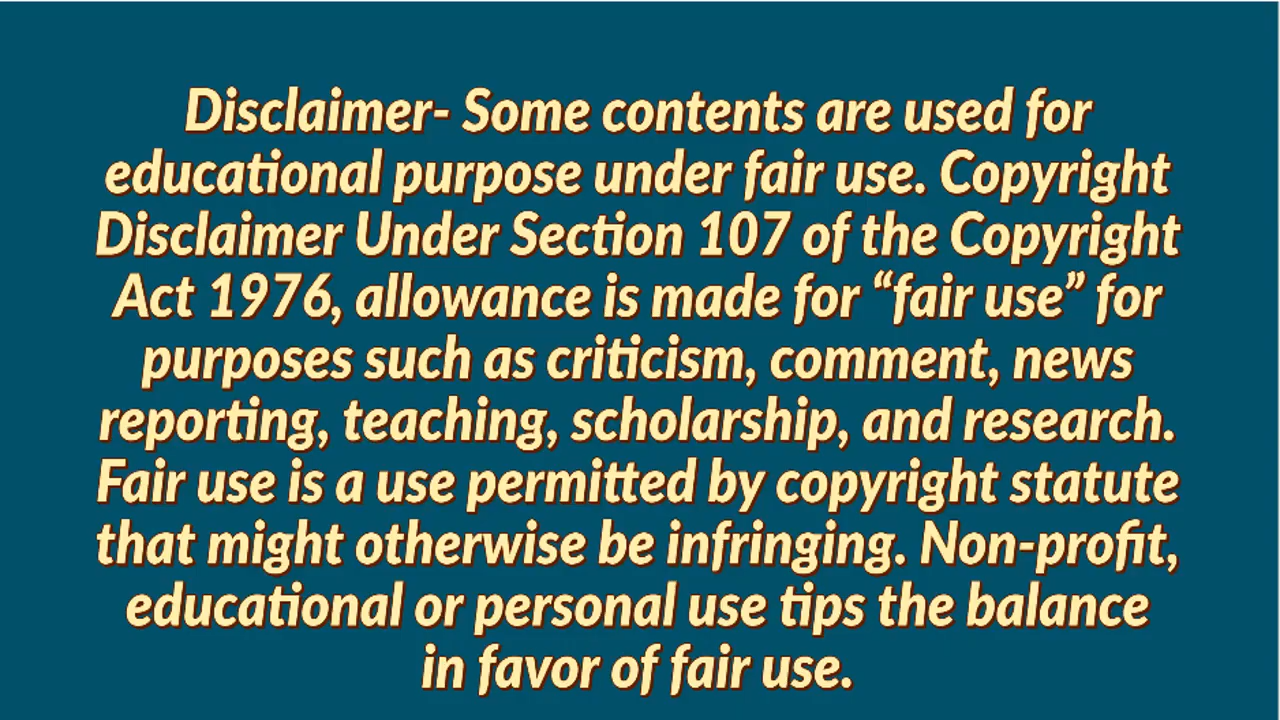 Disclaimer- Some contents are used for
educational purpose under fair use. Copyright
Disclaimer Under Section 107 of the Copyright
Act 1976, allowance is made for “fair use” for
purposes such as criticism, comment, news
reporting, teaching, scholarship, and research.
Fair use is a use permitted by copyright statute
that might otherwise be infringing. Non-profit,
educational or personal use tips the balance
in favor of fair use.